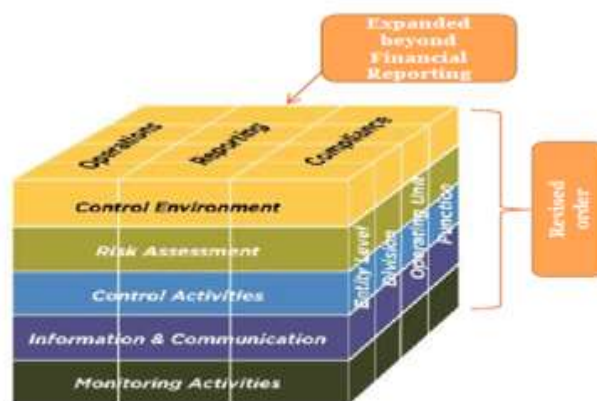 Expanded
beyond
Financial
Reporting
Operations
Reporting
Compliance
Control Environment
Risk Assessment
Control Activities
Information & Communication
Monitoring Activities
Entity Level
Division
Operating Unit
Function
Revised
order